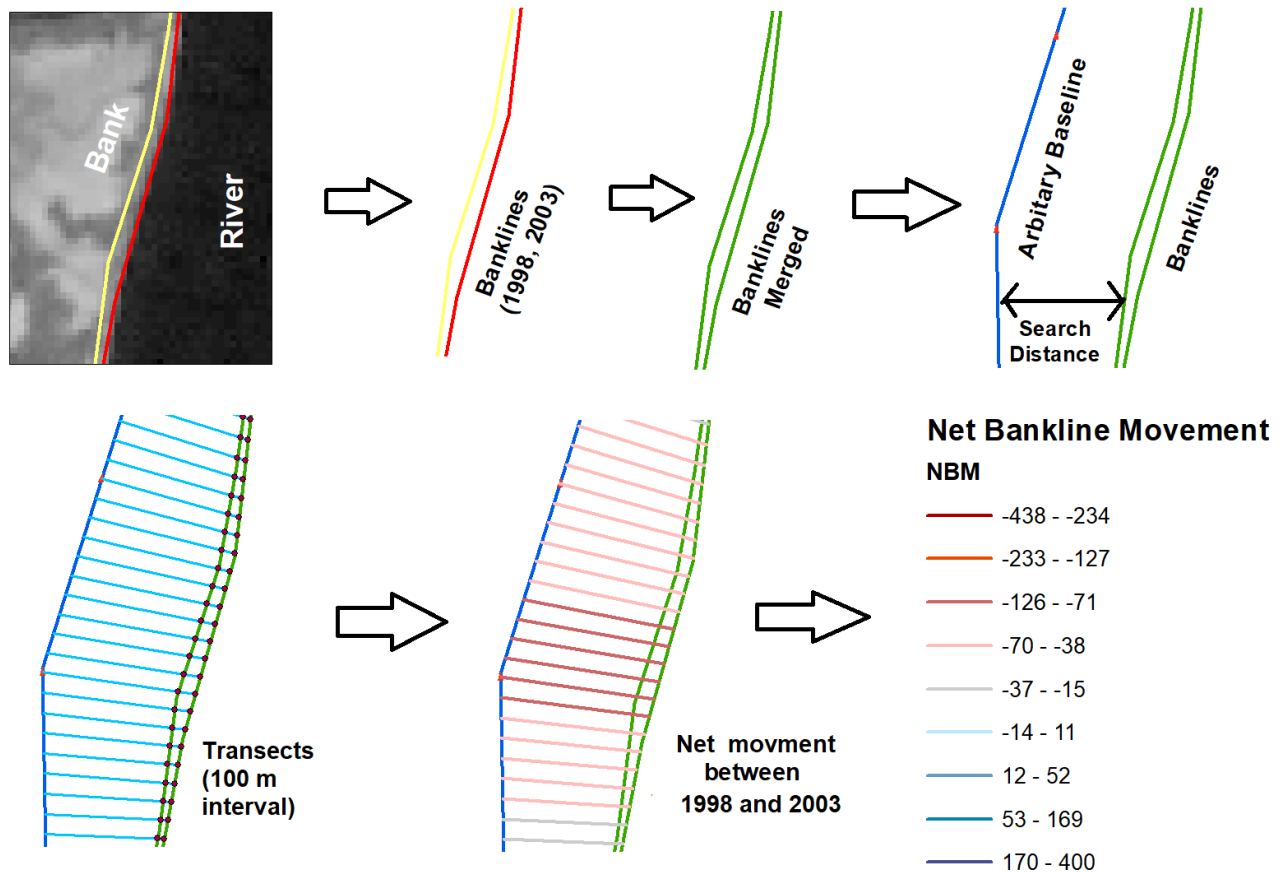 Bank
River
Banklines
(1998, 2003)
Banklines
Merged
Arbitary Baseline
Banklines
Search
Distance
Transects
(100 m
interval)
Net movment
between
1998 and 2003
Net Bankline Movement
NBM
-438 - -234
-233 - -127
-126 - -71
-70 - -38
-37 - -15
-14 - 11
12 - 52
53 - 169
170 - 400